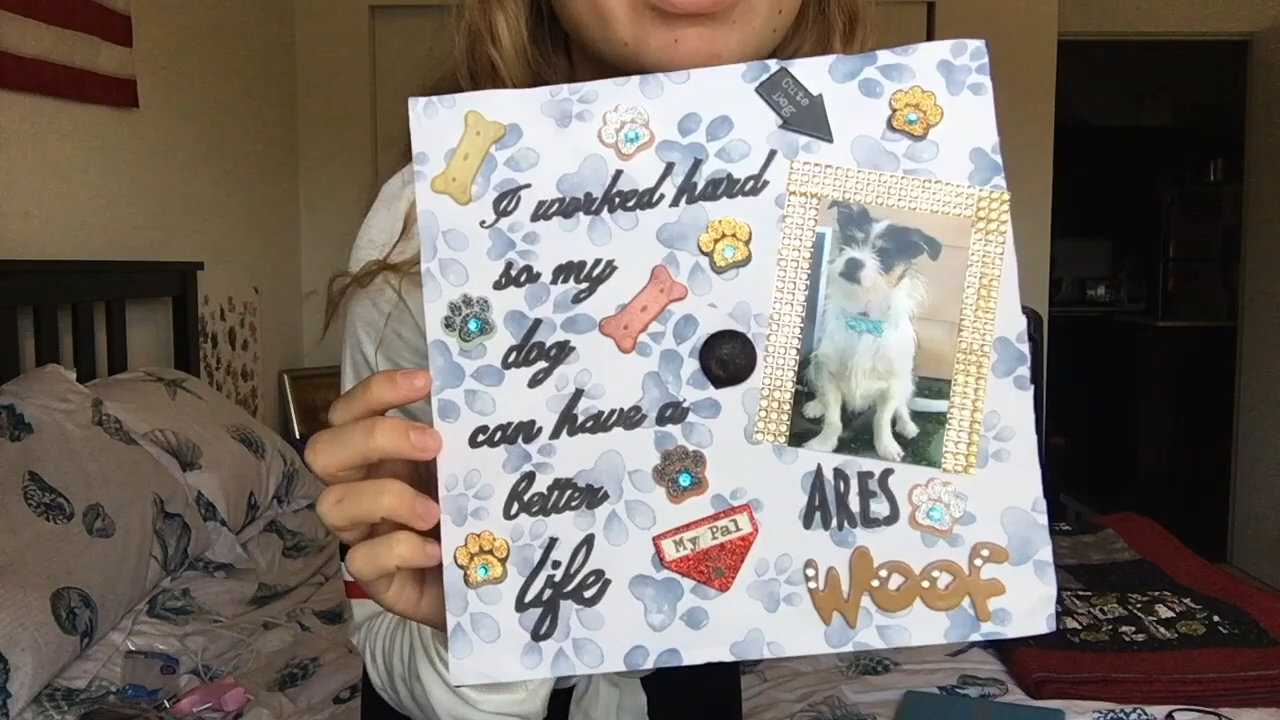 Cute
Dog
I worked hard
so my
dog
can have a
better
life
My Pal
ARES
WOOF